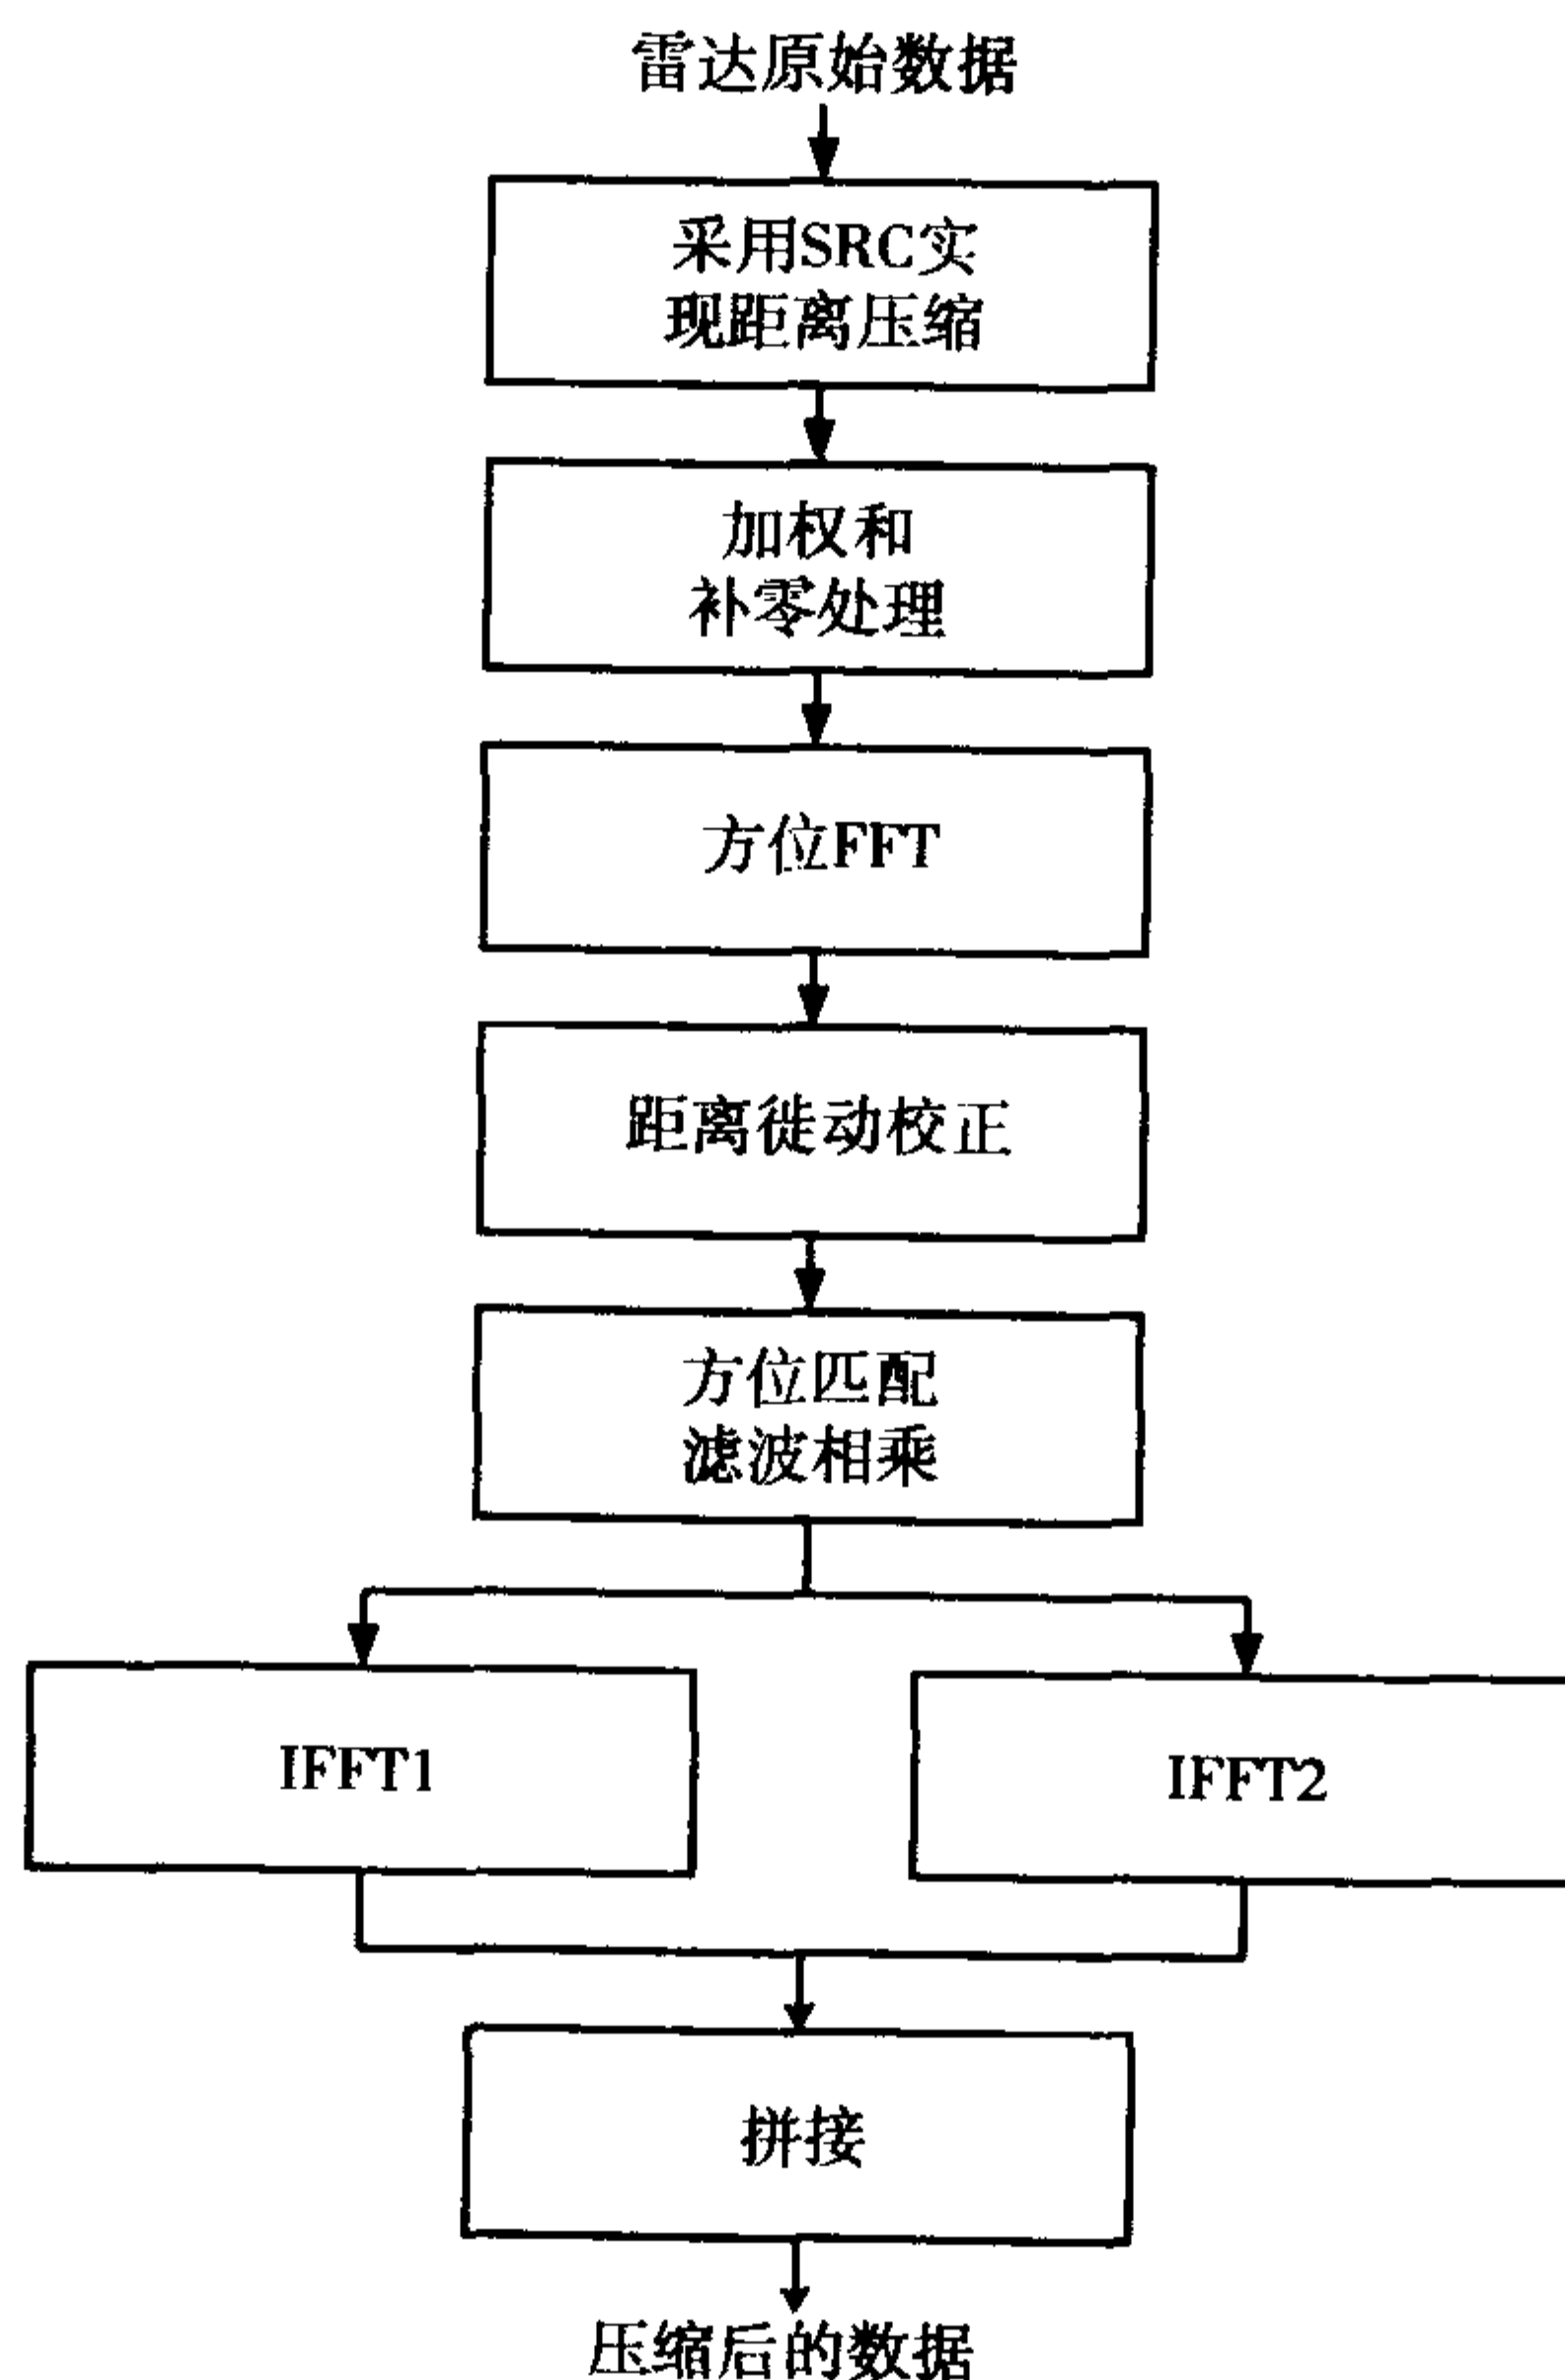 雷达原始数据
采用SRC实
现距离压缩
加权和
补零处理
方位FFT
距离徙动校正
方位匹配
滤波相乘
IFFT1
IFFT2
拼接
压缩后的数据